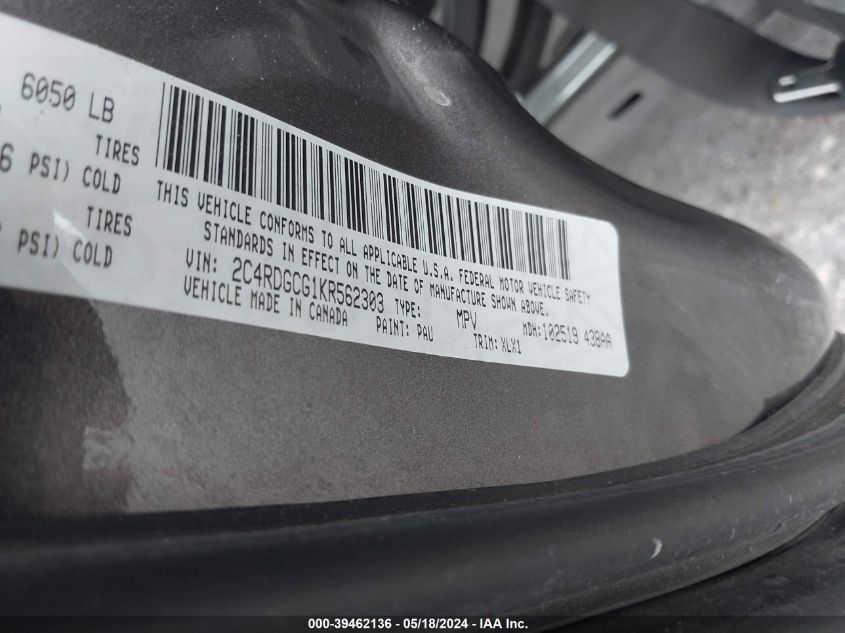 6050 LB
TIRES
6 PSI) COLD
TIRES
PSI) COLD
THIS VEHICLE CONFORMS TO ALL APPLICABLE U.S.A. FEDERAL MOTOR VEHICLE SAFETY
STANDARDS IN EFFECT ON THE DATE OF MANUFACTURE SHOWN ABOVE.
VIN: 2C4RDGCG1KR562303 TYPE: MPV MDH:102519 438AA
VEHICLE MADE IN CANADA PAINT: PAU TRIM: XLX1
000-39462136 - 05/18/2024 - IAA Inc.